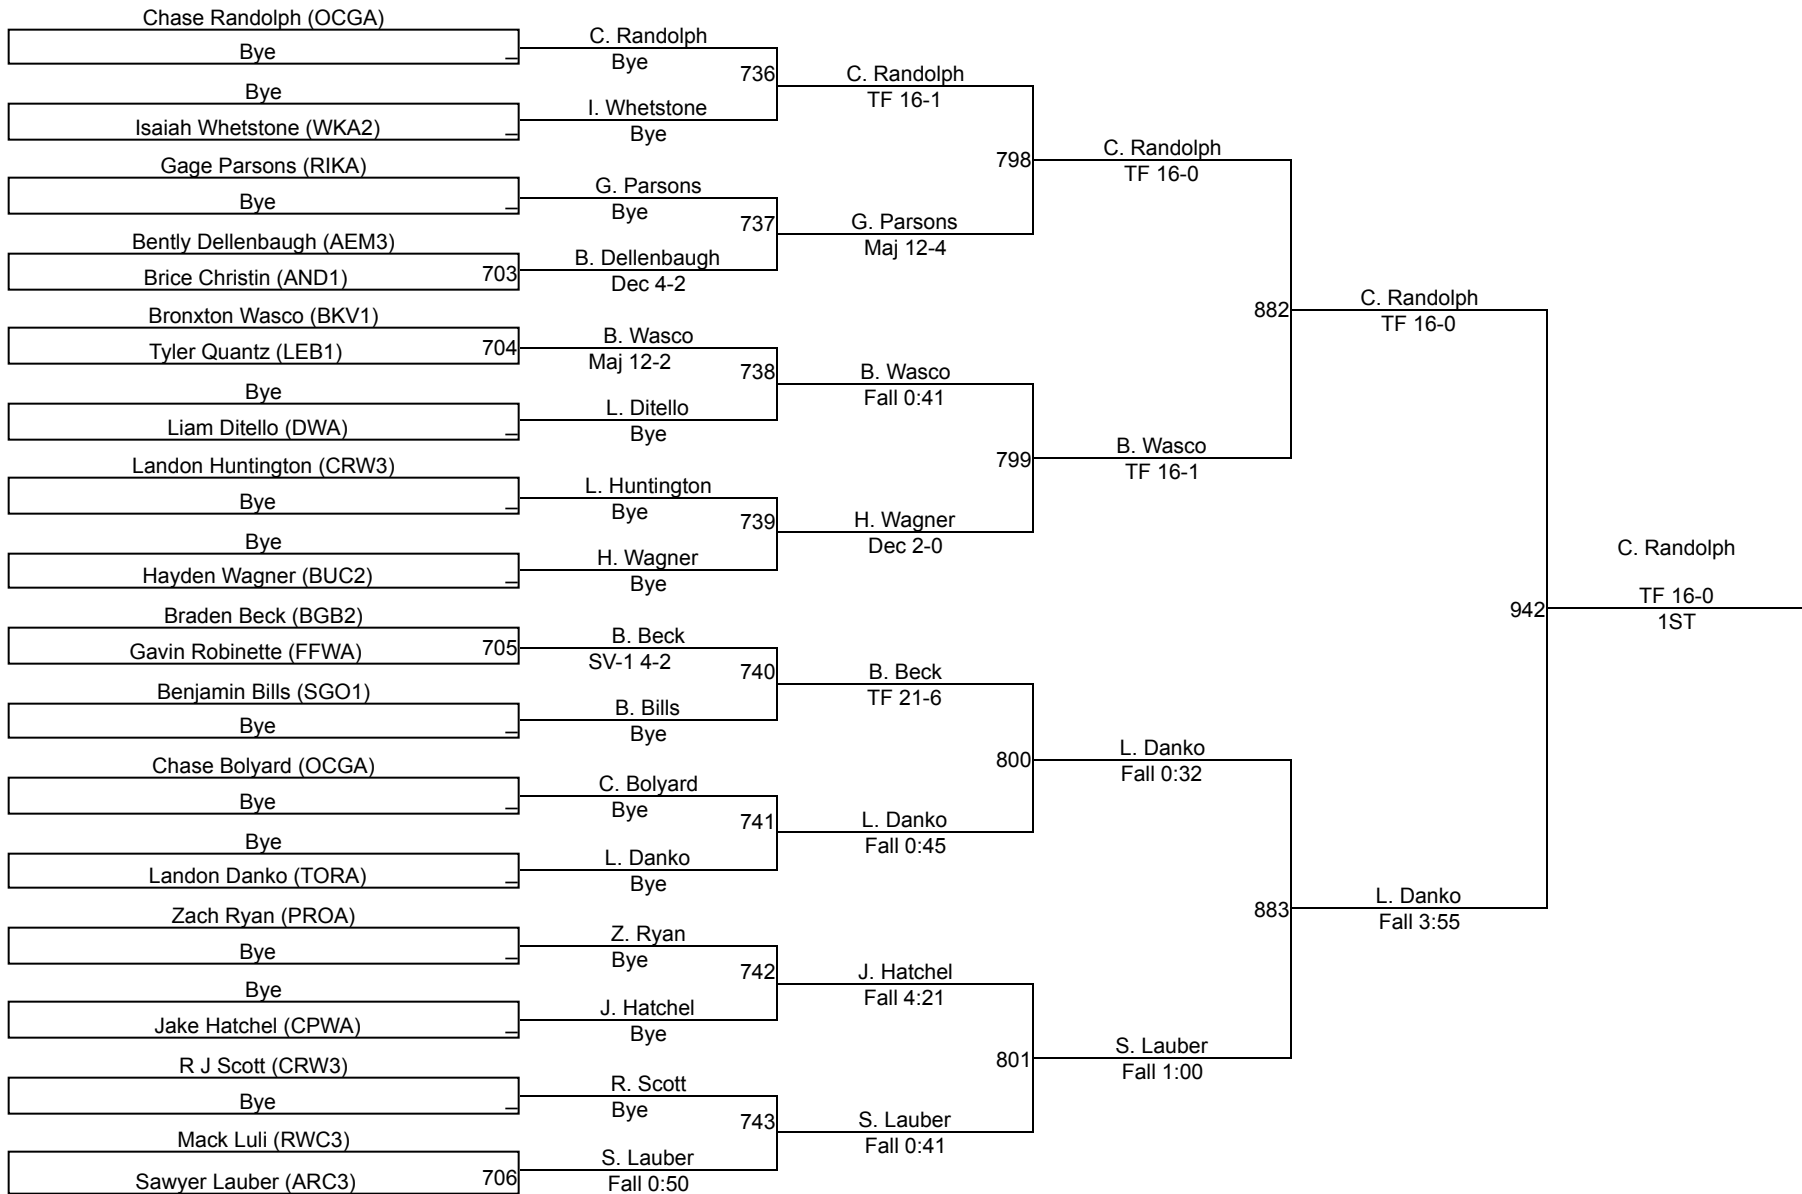 Chase Randolph (OCGA)
Bye _
Bye
Isaiah Whetstone (WKA2) _
Gage Parsons (RIKA)
Bye _
Bently Dellenbaugh (AEM3)
Brice Christin (AND1) 703
Bronxton Wasco (BKV1)
Tyler Quantz (LEB1) 704
Bye
Liam Ditello (DWA) _
Landon Huntington (CRW3)
Bye _
Bye
Hayden Wagner (BUC2) _
Braden Beck (BGB2)
Gavin Robinette (FFWA) 705
Benjamin Bills (SGO1)
Bye _
Chase Bolyard (OCGA)
Bye _
Bye
Landon Danko (TORA) _
Zach Ryan (PROA)
Bye _
Bye
Jake Hatchel (CPWA) _
R J Scott (CRW3)
Bye _
Mack Luli (RWC3)
Sawyer Lauber (ARC3) 706
C. Randolph
Bye
736
I. Whetstone
Bye
G. Parsons
Bye
737
B. Dellenbaugh
Dec 4-2
B. Wasco
Maj 12-2
738
L. Ditello
Bye
L. Huntington
Bye
739
H. Wagner
Bye
B. Beck
SV-1 4-2
740
B. Bills
Bye
C. Bolyard
Bye
741
L. Danko
Bye
Z. Ryan
Bye
742
J. Hatchel
Bye
R. Scott
Bye
743
S. Lauber
Fall 0:50
C. Randolph
TF 16-1
798
G. Parsons
Maj 12-4
B. Wasco
Fall 0:41
799
H. Wagner
Dec 2-0
B. Beck
TF 21-6
800
L. Danko
Fall 0:45
J. Hatchel
Fall 4:21
801
S. Lauber
Fall 0:41
C. Randolph
TF 16-0
882
B. Wasco
TF 16-1
L. Danko
Fall 0:32
883
S. Lauber
Fall 1:00
C. Randolph
TF 16-0
942
L. Danko
Fall 3:55
C. Randolph
TF 16-0
1ST